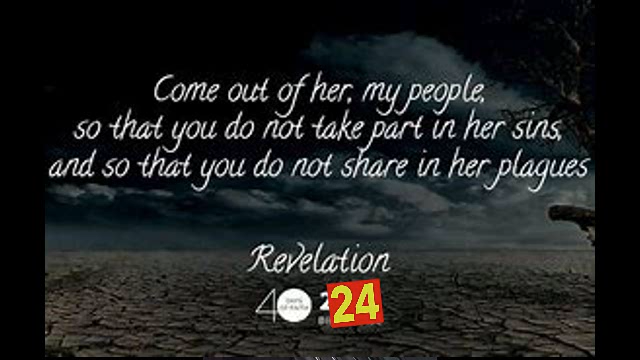 Come out of her, my people,
so that you do not take part in her sins,
and so that you do not share in her plagues
Revelation
40
24